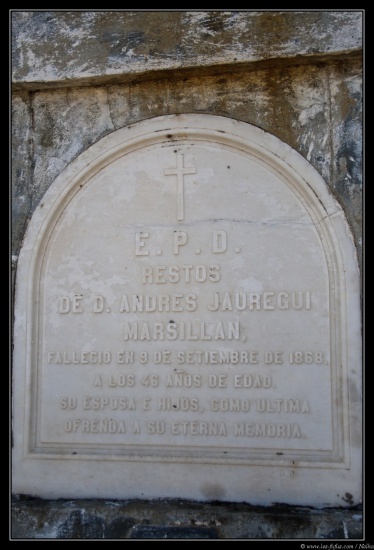 E. P. D.
RESTOS
DE D. ANDRES JAUREGUI
MARSILLAN,
FALLECIO EN 9 DE SETIEMBRE DE 1868,
A LOS 46 AÑOS DE EDAD.
SU ESPOSA E HIJOS, COMO ULTIMA
OFRENDA A SU ETERNA MEMORIA.